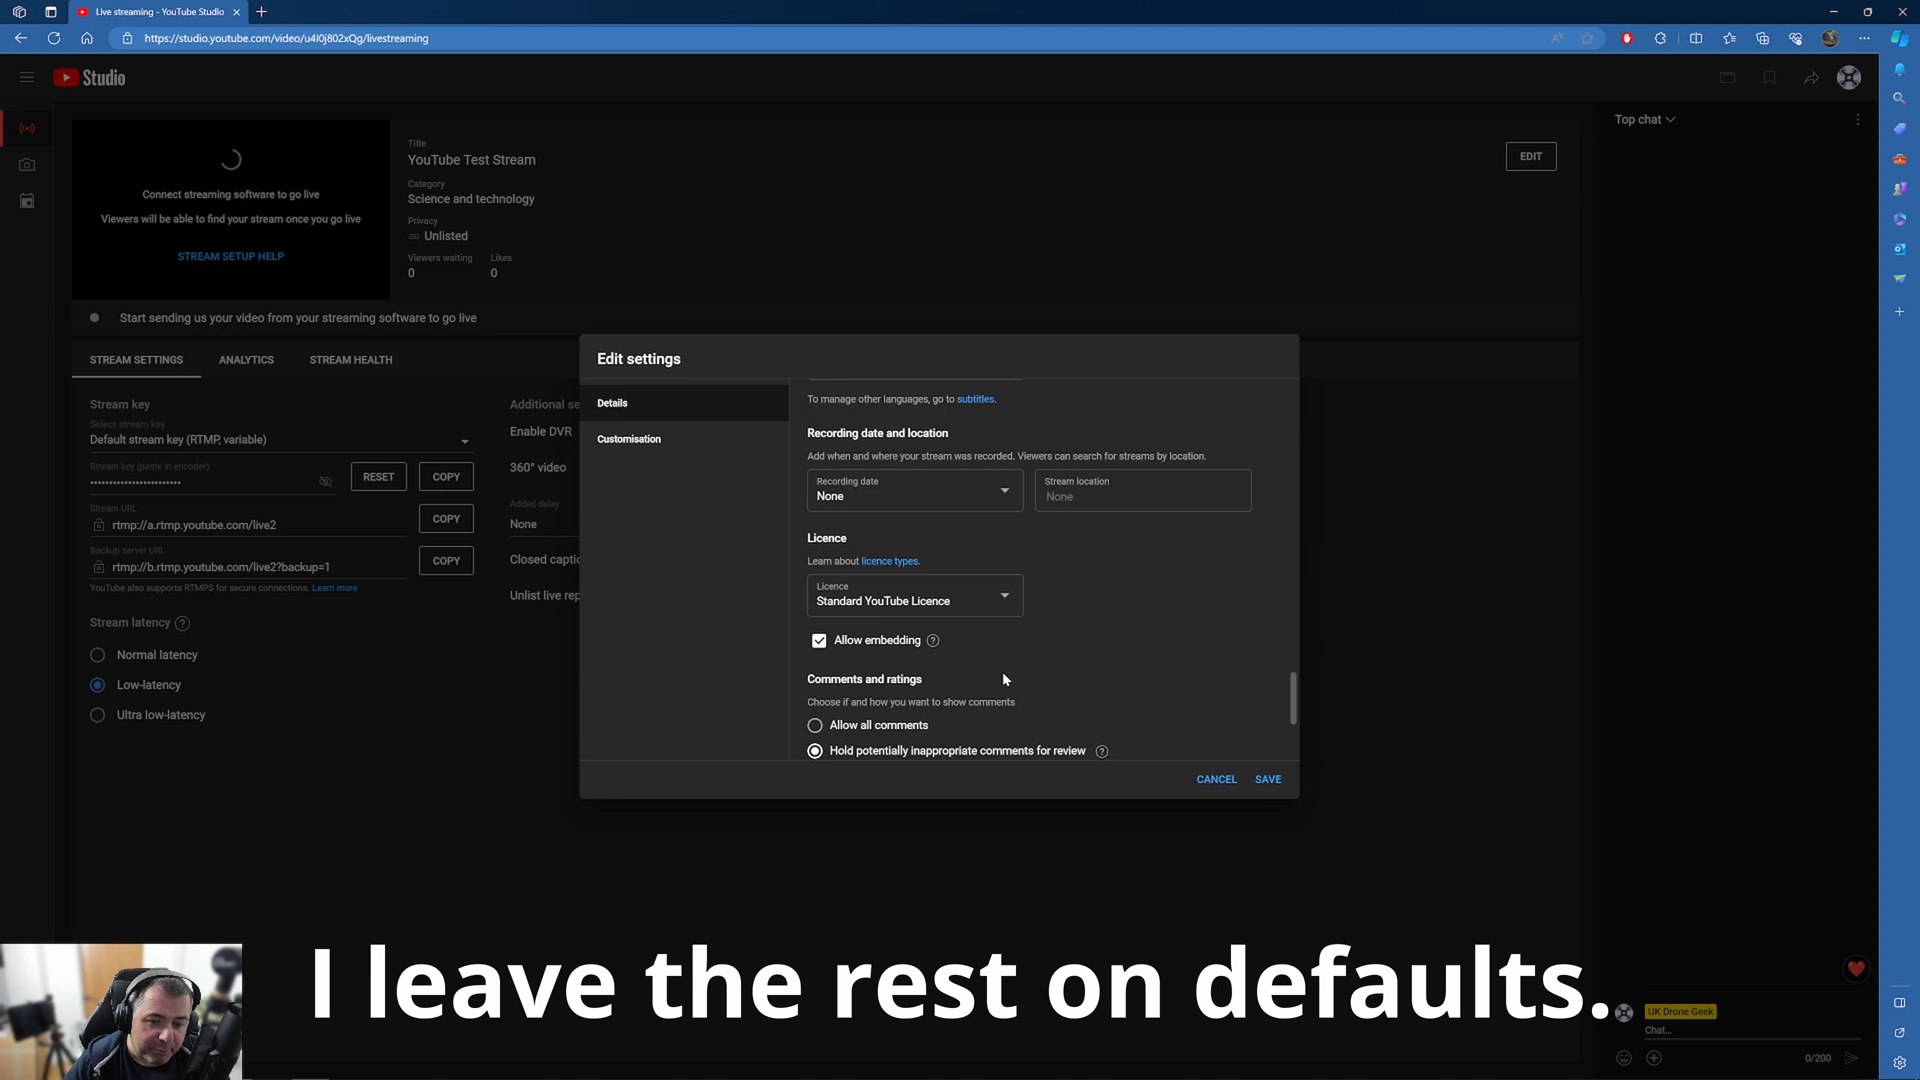 Live streaming - YouTube Studio
https://studio.youtube.com/video/u4I0j802xQg/livestreaming
Studio
Connect streaming software to go live
Viewers will be able to find your stream once you go live
STREAM SETUP HELP
Title
YouTube Test Stream
Category
Science and technology
Privacy
Unlisted
Viewers waiting
Likes
0
0
EDIT
Top chat
Start sending us your video from your streaming software to go live
STREAM SETTINGS
ANALYTICS
STREAM HEALTH
Stream key
Select stream key
Default stream key (RTMP, variable)
Stream key (paste in encoder)
••••••••••••••••••••••••
RESET
COPY
Stream URL
rtmp://a.rtmp.youtube.com/live2
COPY
Backup server URL
rtmp://b.rtmp.youtube.com/live2?backup=1
COPY
YouTube also supports RTMPS for secure connections. Learn more
Stream latency
Normal latency
Low-latency
Ultra low-latency
Additional se
Enable DVR
360° video
Added delay
None
Closed captio
Unlist live rep
Edit settings
Details
Customisation
To manage other languages, go to subtitles.
Recording date and location
Add when and where your stream was recorded. Viewers can search for streams by location.
Recording date
None
Stream location
None
Licence
Learn about licence types.
Licence
Standard YouTube Licence
Allow embedding
Comments and ratings
Choose if and how you want to show comments
Allow all comments
Hold potentially inappropriate comments for review
CANCEL
SAVE
I leave the rest on defaults.
UK Drone Geek
Chat...
0/200